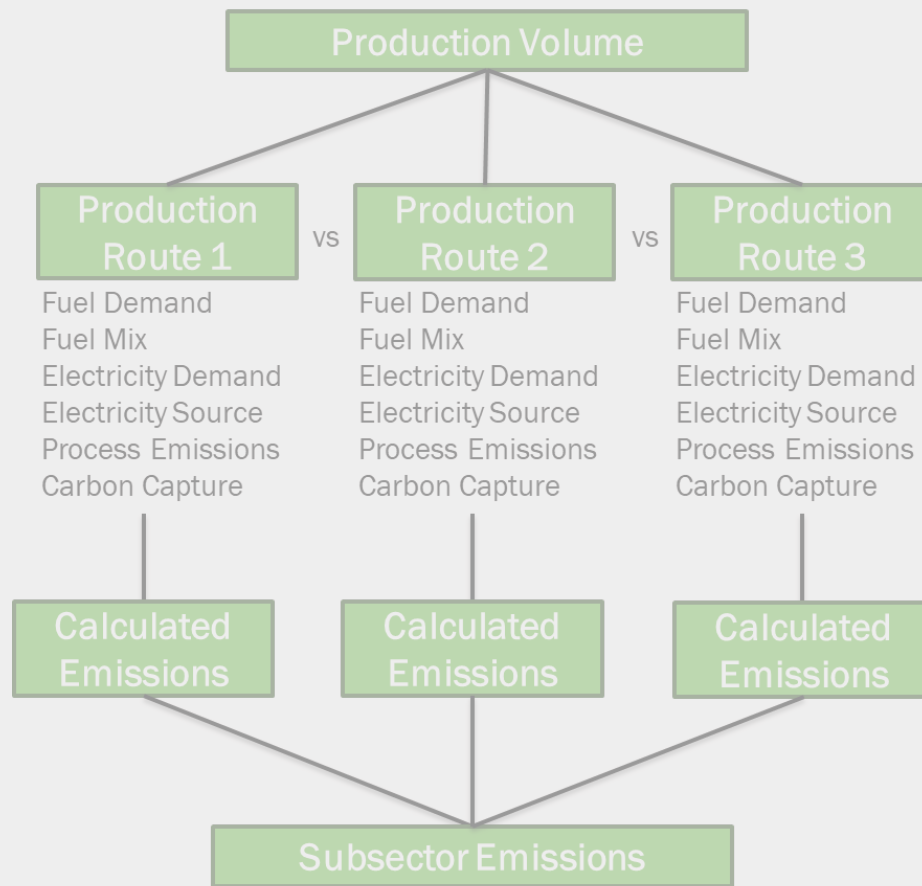 Production Volume
Production
Route 1
vs
Production
Route 2
vs
Production
Route 3
Fuel Demand
Fuel Mix
Electricity Demand
Electricity Source
Process Emissions
Carbon Capture
Fuel Demand
Fuel Mix
Electricity Demand
Electricity Source
Process Emissions
Carbon Capture
Fuel Demand
Fuel Mix
Electricity Demand
Electricity Source
Process Emissions
Carbon Capture
Calculated
Emissions
Calculated
Emissions
Calculated
Emissions
Subsector Emissions